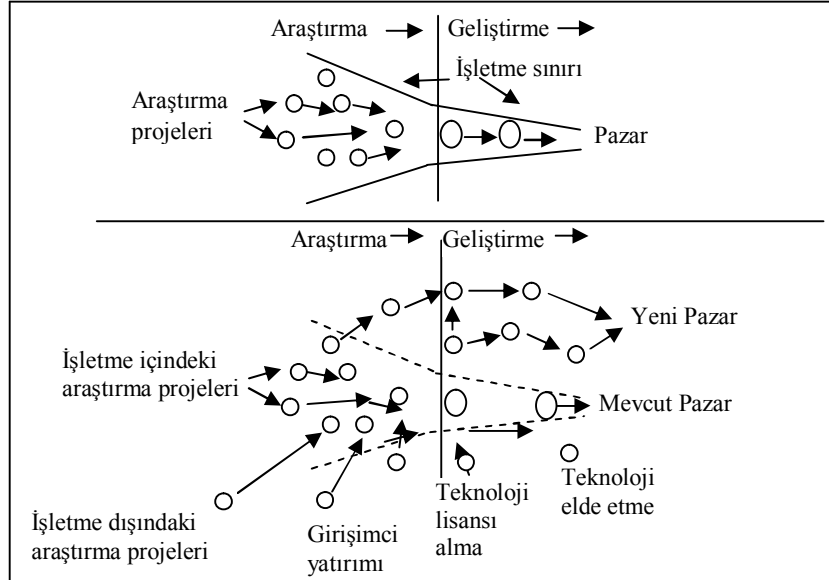 Araştırma
Geliştirme
İşletme sınırı
Araştırma
projeleri
Pazar
Araştırma
Geliştirme
Yeni Pazar
İşletme içindeki
araştırma projeleri
Mevcut Pazar
İşletme dışındaki
araştırma projeleri
Girişimci
yatırımı
Teknoloji
lisansı
alma
Teknoloji
elde etme